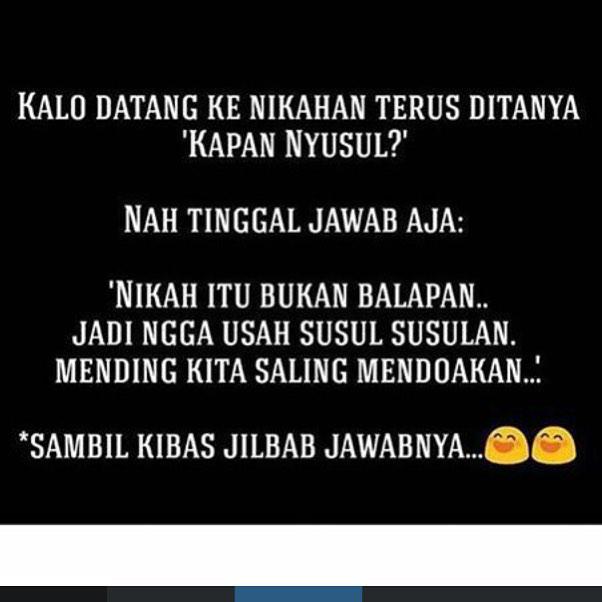 KALO DATANG KE NIKAHAN TERUS DITANYA
'KAPAN NYUSUL?'
NAH TINGGAL JAWAB AJA:
'NIKAH ITU BUKAN BALAPAN..
JADI NGGA USAH SUSUL SUSULAN.
MENDING KITA SALING MENDOAKAN..'
*SAMBIL KIBAS JILBAB JAWABNYA...😄😄